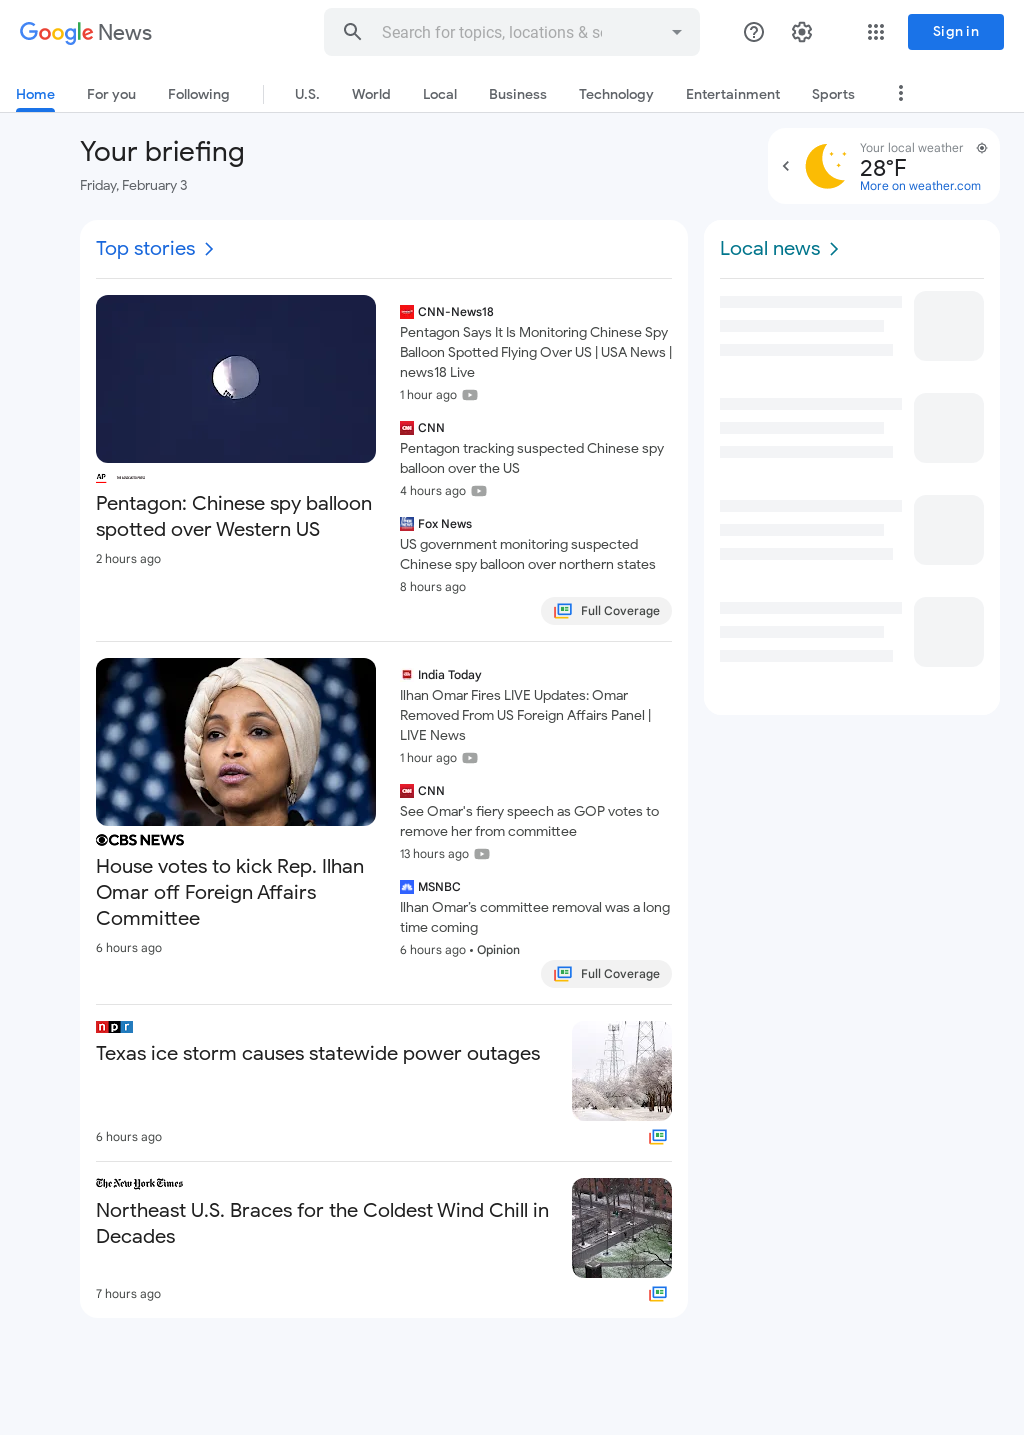 Google News
Search for topics, locations & so
Sign in
Home
For you
Following
U.S.
World
Local
Business
Technology
Entertainment
Sports
Your briefing
Friday, February 3
Your local weather
28°F
More on weather.com
Top stories
AP
Pentagon: Chinese spy balloon
spotted over Western US
2 hours ago
CNN-News18
Pentagon Says It Is Monitoring Chinese Spy
Balloon Spotted Flying Over US | USA News |
news18 Live
1 hour ago
CNN
Pentagon tracking suspected Chinese spy
balloon over the US
4 hours ago
Fox News
US government monitoring suspected
Chinese spy balloon over northern states
8 hours ago
Full Coverage
CBS NEWS
House votes to kick Rep. Ilhan
Omar off Foreign Affairs
Committee
6 hours ago
India Today
Ilhan Omar Fires LIVE Updates: Omar
Removed From US Foreign Affairs Panel |
LIVE News
1 hour ago
CNN
See Omar's fiery speech as GOP votes to
remove her from committee
13 hours ago
MSNBC
Ilhan Omar's committee removal was a long
time coming
6 hours ago • Opinion
Full Coverage
npr
Texas ice storm causes statewide power outages
6 hours ago
The New York Times
Northeast U.S. Braces for the Coldest Wind Chill in
Decades
7 hours ago
Local news